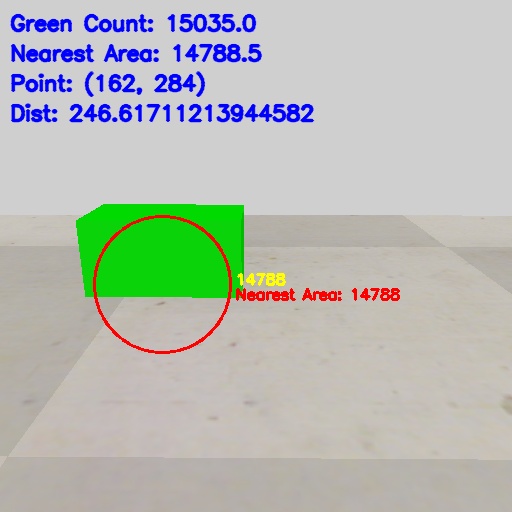 Green Count: 15035.0
Nearest Area: 14788.5
Point: (162, 284)
Dist: 246.61711213944582
14788
Nearest Area: 14788